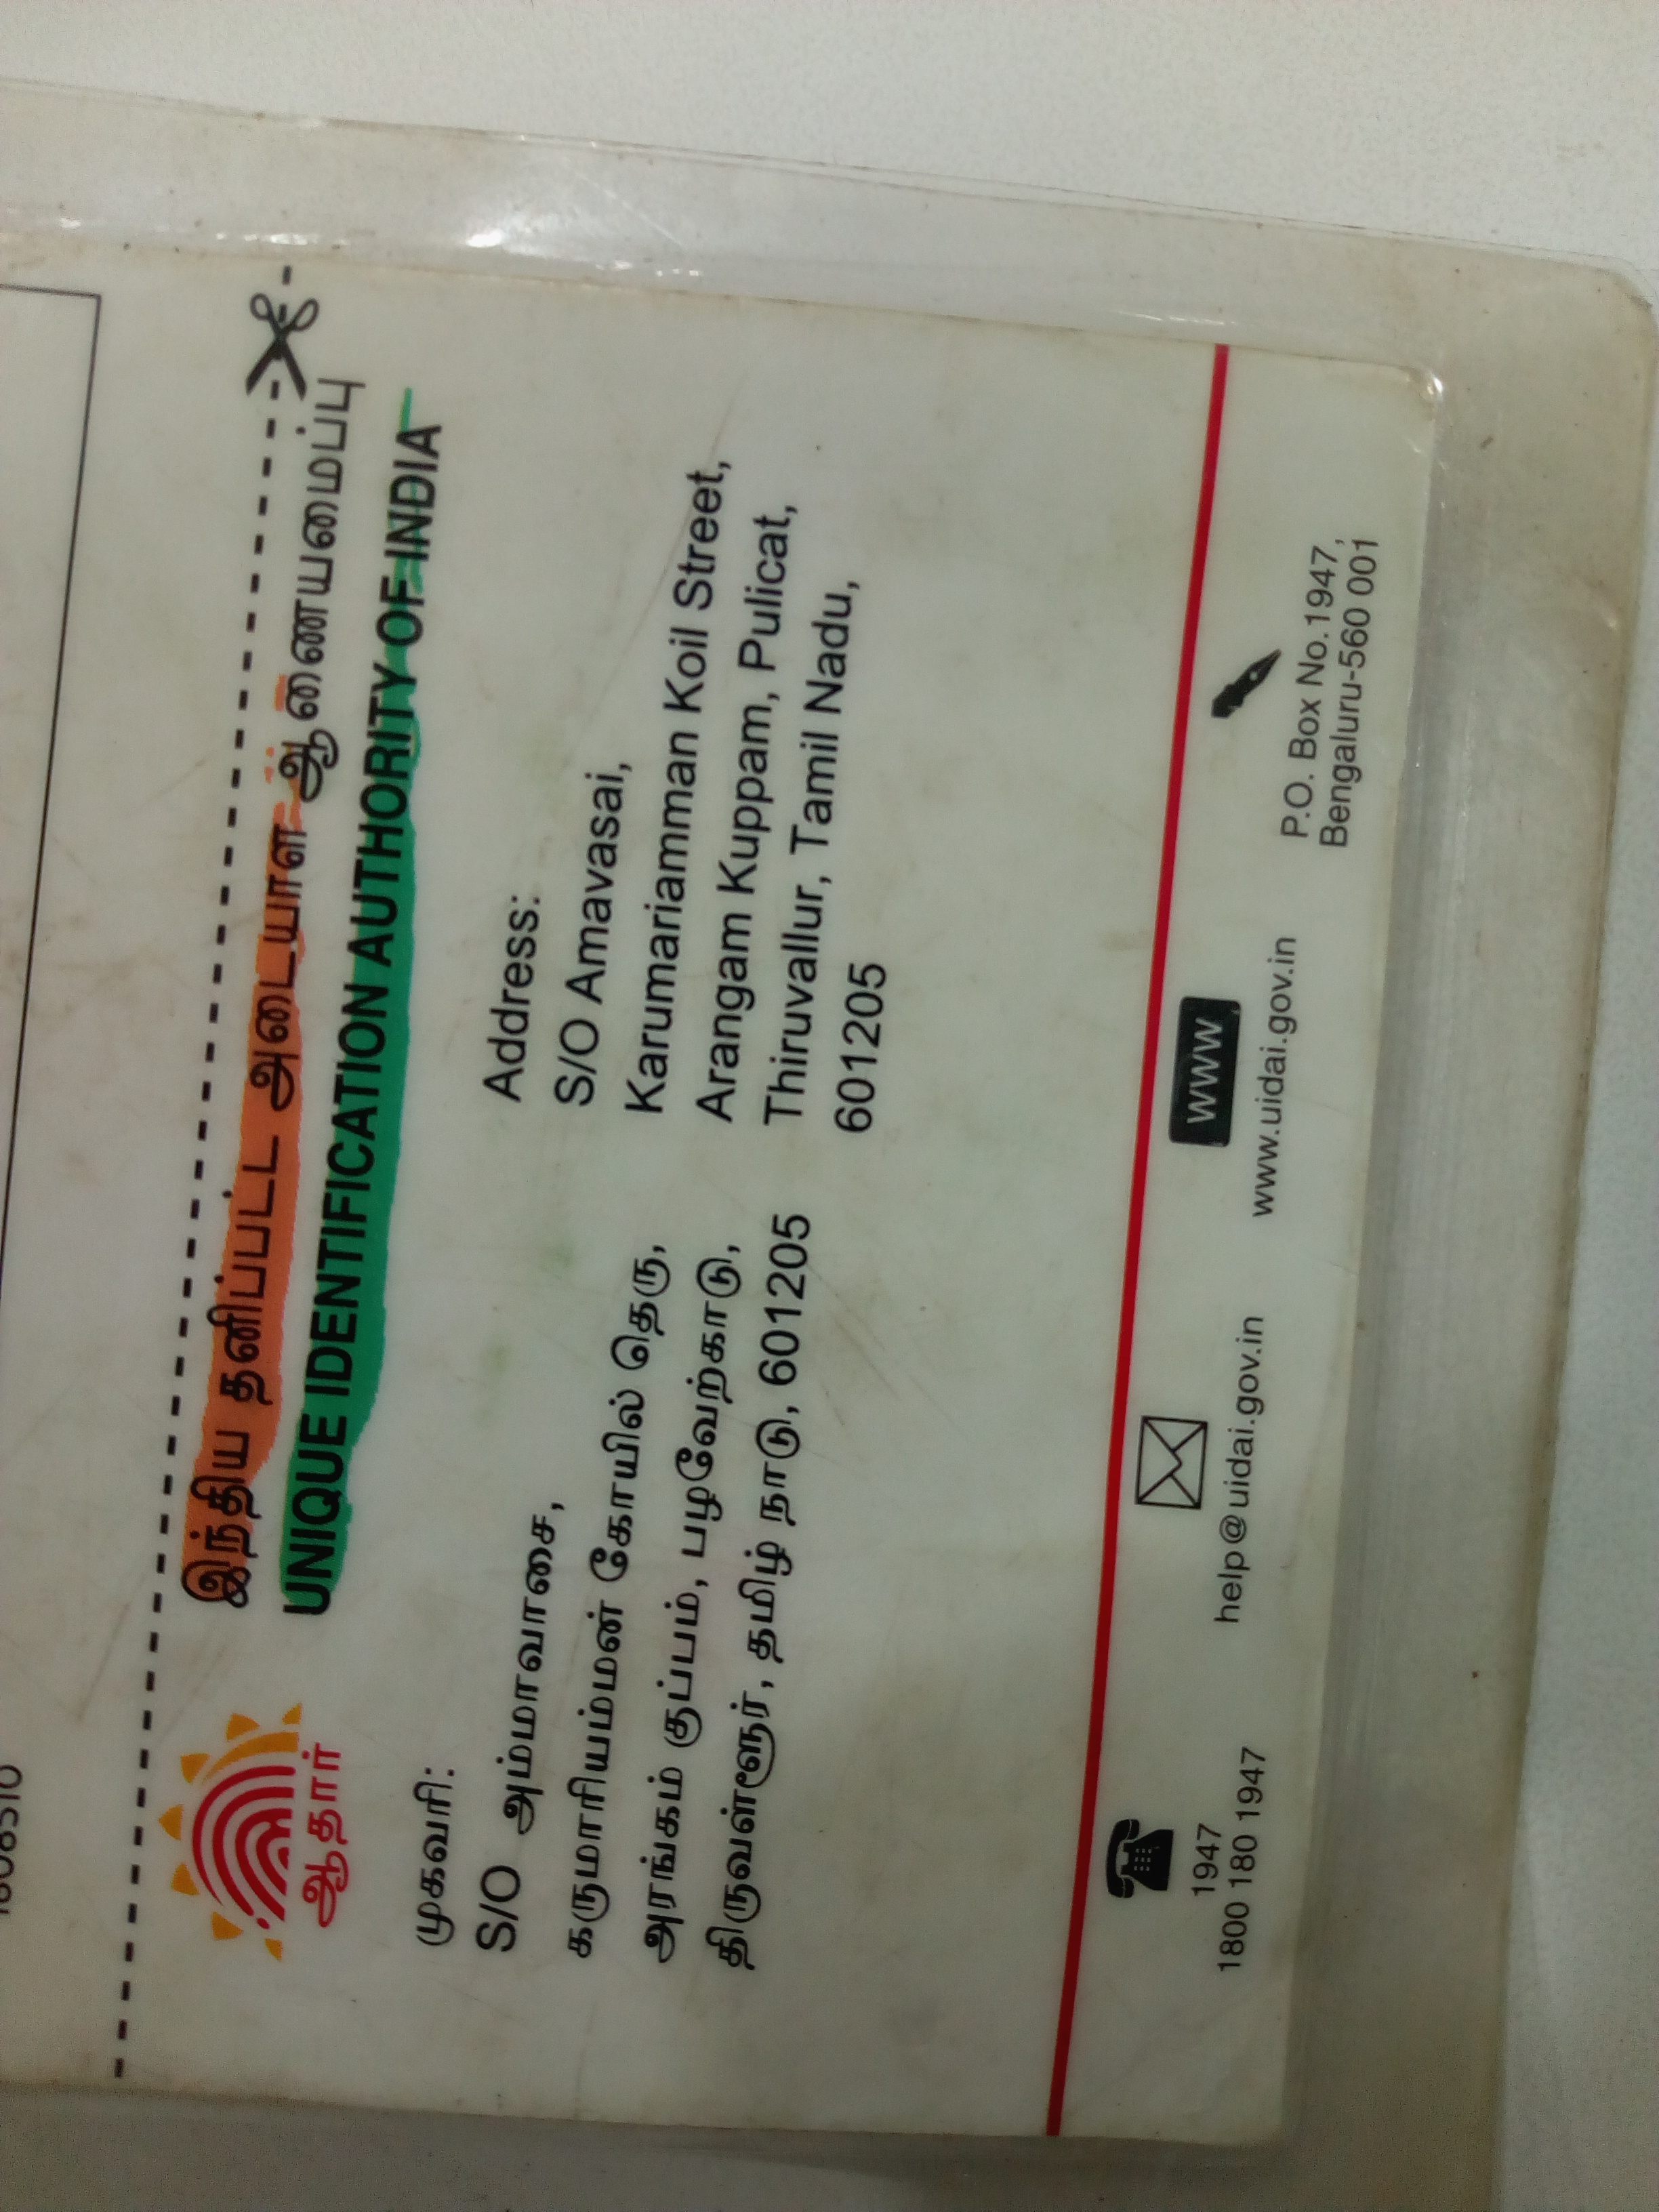 இந்திய தனிப்பட்ட அடையாள ஆணையமைப்பு
UNIQUE IDENTIFICATION AUTHORITY OF INDIA
ஆதார்
முகவரி:
S/O அம்மாவாசை,
கருமாரியம்மன் கோயில் தெரு,
அரங்கம் குப்பம், பழவேற்காடு,
திருவள்ளூர், தமிழ் நாடு, 601205
Address:
S/O Amavasai,
Karumariamman Koil Street,
Arangam Kuppam, Pulicat,
Thiruvallur, Tamil Nadu,
601205
1947
1800 180 1947
help@uidai.gov.in
WWW
www.uidai.gov.in
P.O. Box No.1947,
Bengaluru-560 001